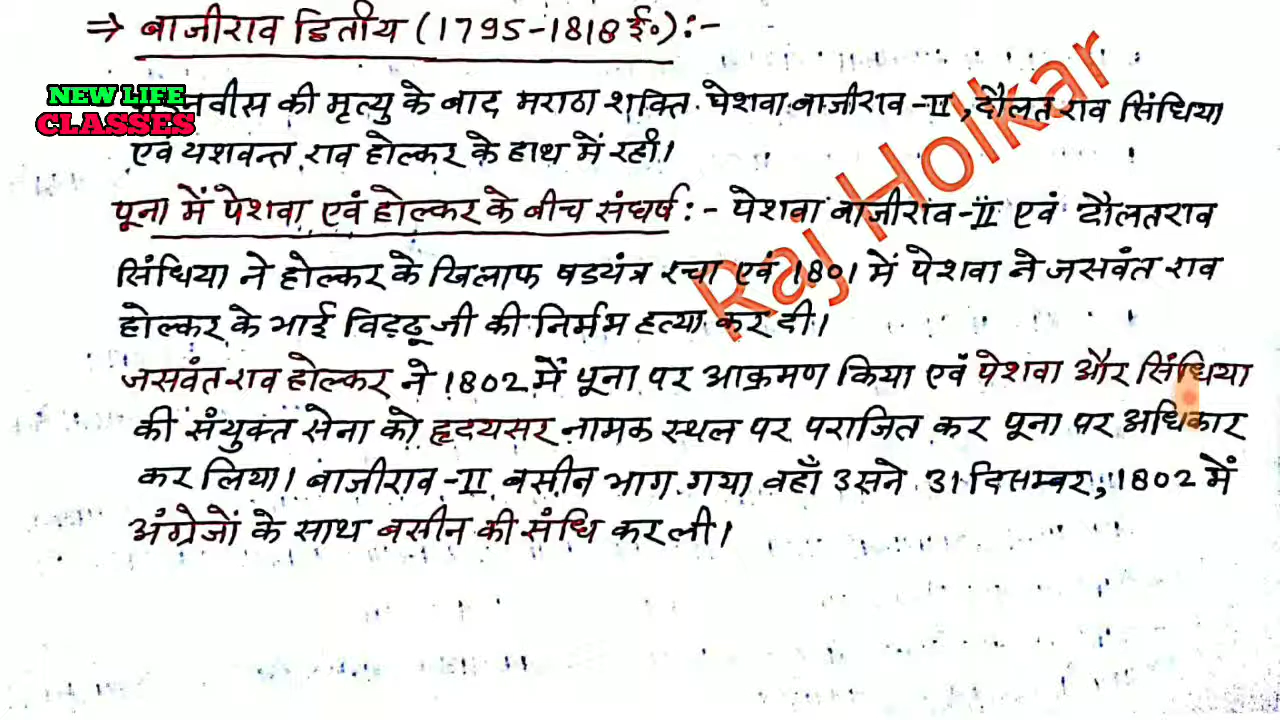 ⇒ बाजीराव द्वितीय (1795-1818 ई०) :-
NEW LIFE
CLASSES
नवीस की मृत्यु के बाद मराठा शक्ति पेशवा बाजीराव-II, दौलत राव सिंधिया
एवं यशवन्त राव होल्कर के हाथ में रही।
पूना में पेशवा एवं होल्कर के बीच संघर्ष :- पेशवा बाजीराव-II एवं दौलतराव
सिंधिया ने होल्कर के खिलाफ षडयंत्र रचा एवं 1801 में पेशवा ने जसवंत राव
होल्कर के भाई विट्ठू जी की निर्मम हत्या कर दी।
जसवंत राव होल्कर ने 1802 में पूना पर आक्रमण किया एवं पेशवा और सिंधिया
की संयुक्त सेना को हृदयसर नामक स्थल पर पराजित कर पूना पर अधिकार
कर लिया। बाजीराव-II बसीन भाग गया वहाँ उसने 31 दिसम्बर, 1802 में
अंग्रेजों के साथ बसीन की संधि कर ली।
Raj Holkar